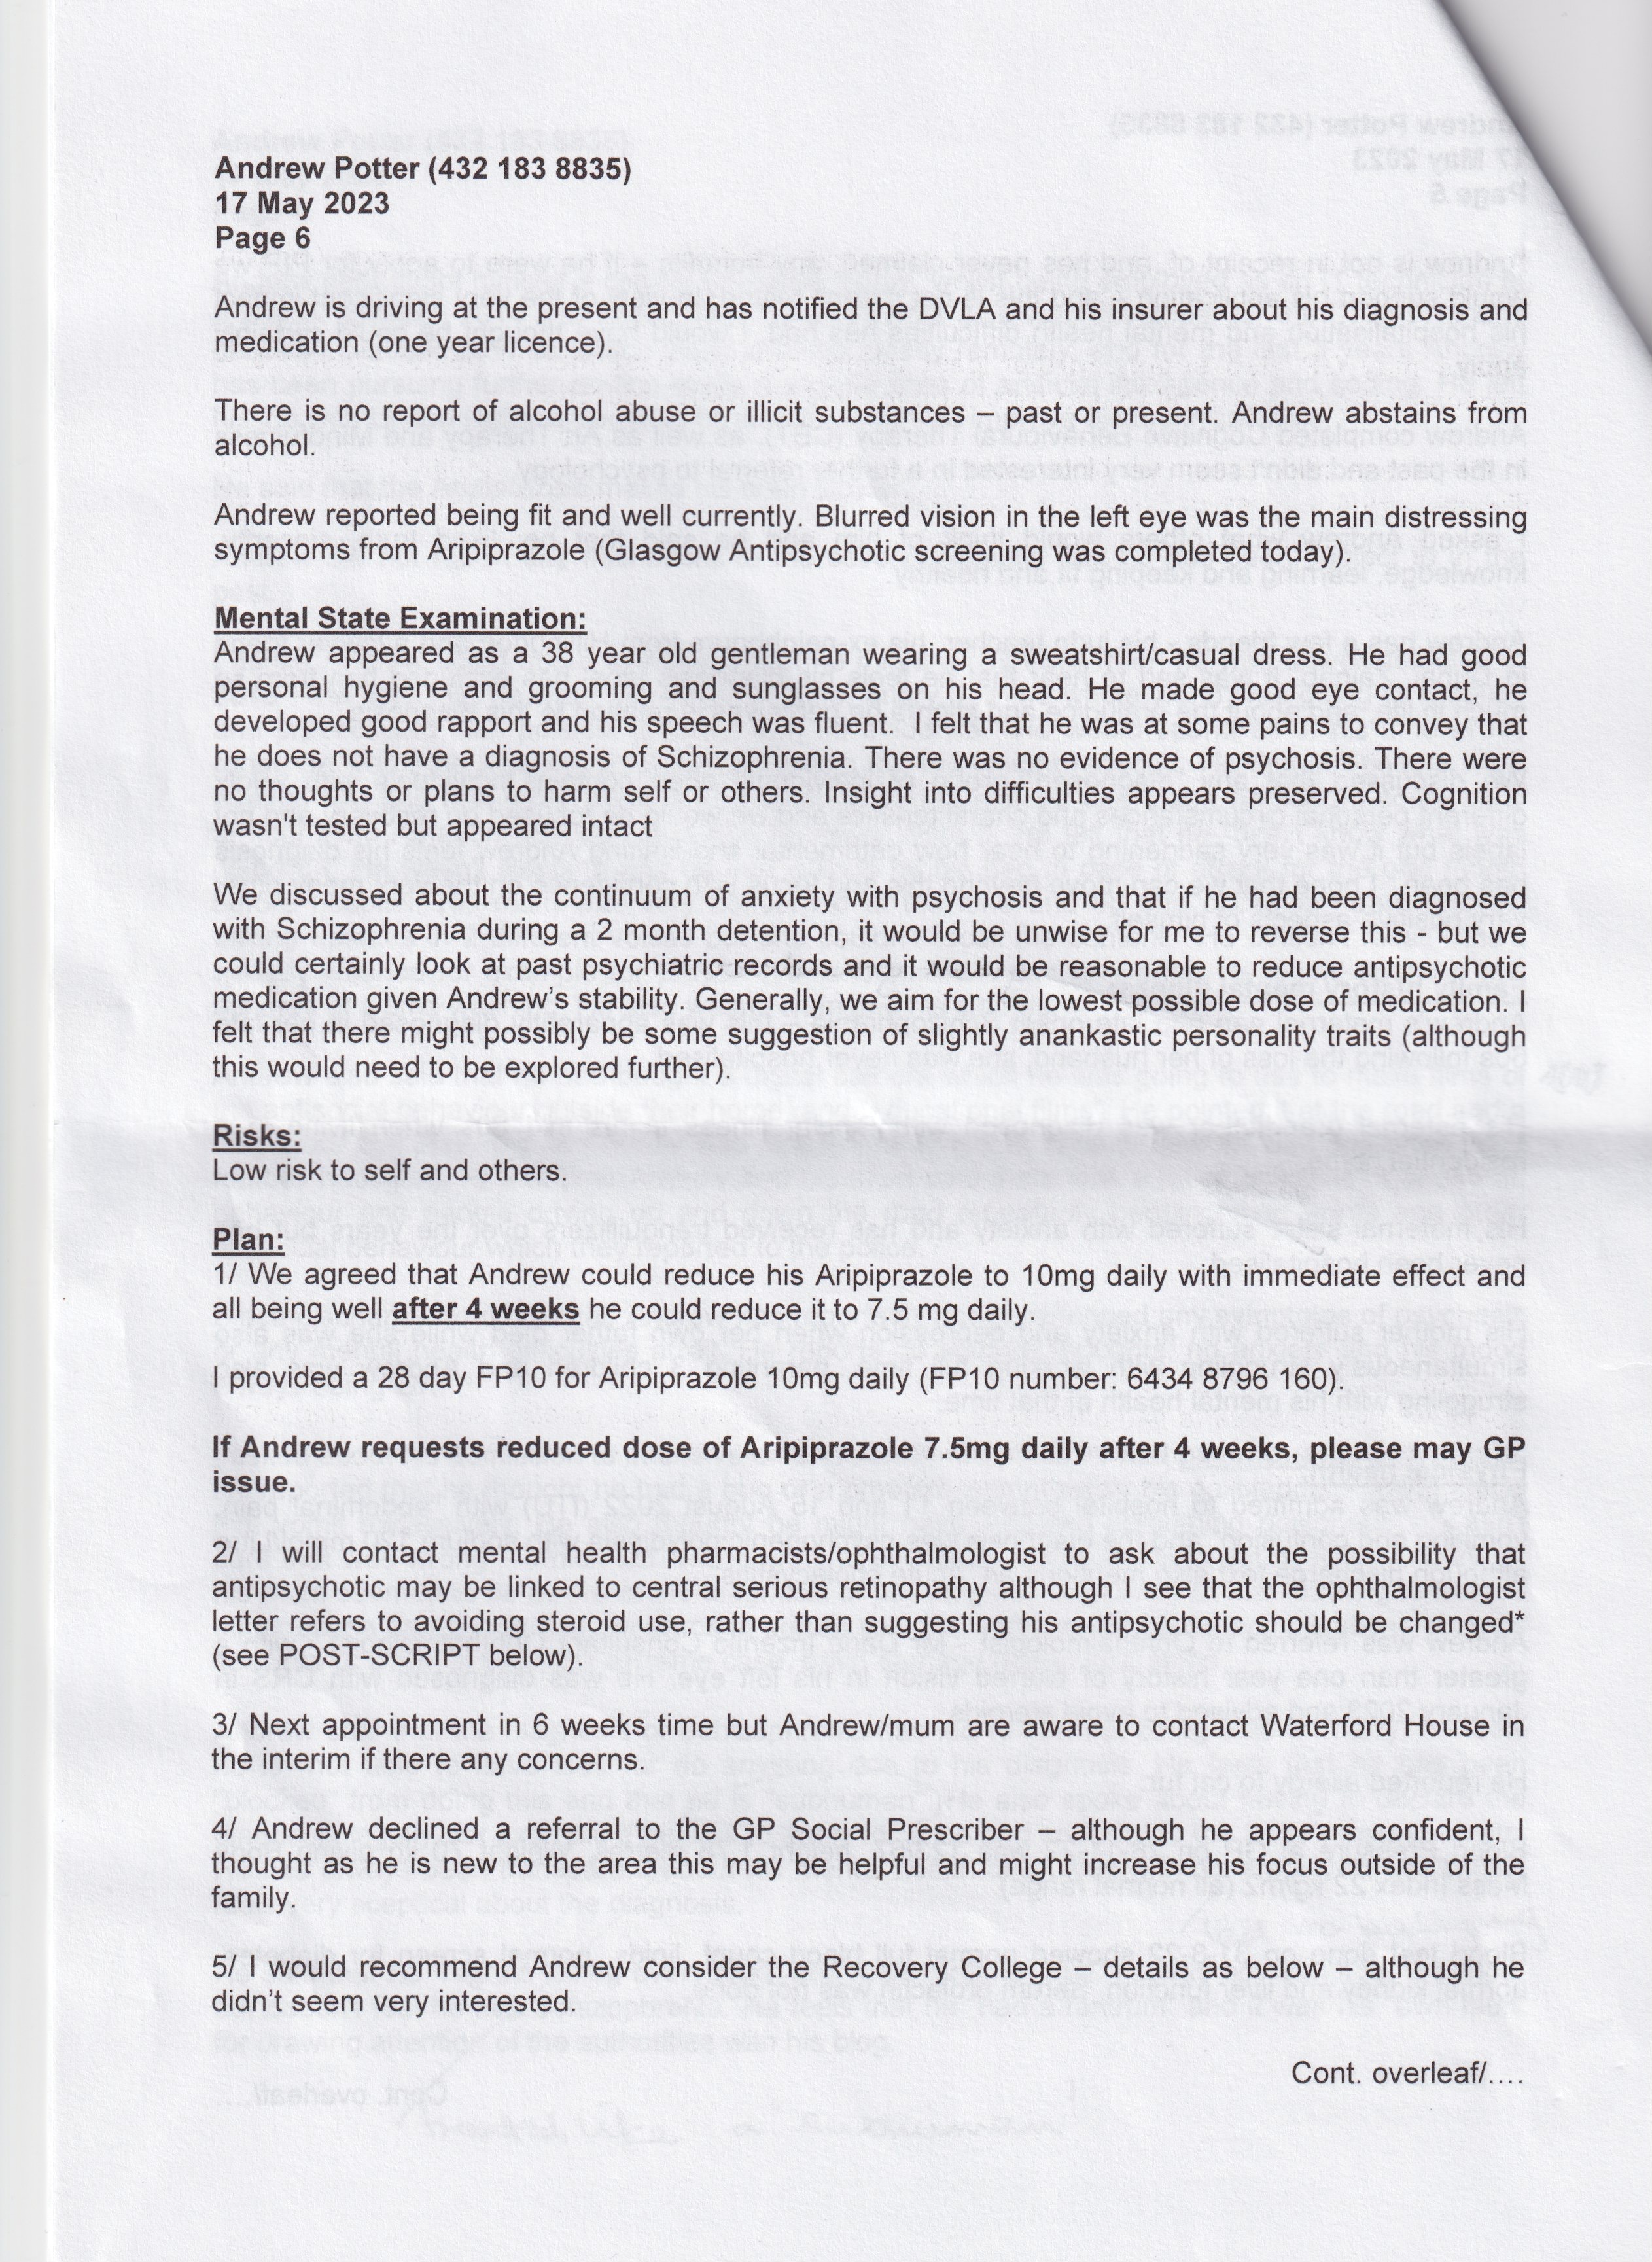 Andrew Potter (432 183 8835)
17 May 2023
Page 6
Andrew is driving at the present and has notified the DVLA and his insurer about his diagnosis and
medication (one year licence).
There is no report of alcohol abuse or illicit substances – past or present. Andrew abstains from
alcohol.
Andrew reported being fit and well currently. Blurred vision in the left eye was the main distressing
symptoms from Aripiprazole (Glasgow Antipsychotic screening was completed today).
Mental State Examination:
Andrew appeared as a 38 year old gentleman wearing a sweatshirt/casual dress. He had good
personal hygiene and grooming and sunglasses on his head. He made good eye contact, he
developed good rapport and his speech was fluent.  I felt that he was at some pains to convey that
he does not have a diagnosis of Schizophrenia. There was no evidence of psychosis. There were
no thoughts or plans to harm self or others. Insight into difficulties appears preserved. Cognition
wasn't tested but appeared intact
We discussed about the continuum of anxiety with psychosis and that if he had been diagnosed
with Schizophrenia during a 2 month detention, it would be unwise for me to reverse this - but we
could certainly look at past psychiatric records and it would be reasonable to reduce antipsychotic
medication given Andrew’s stability. Generally, we aim for the lowest possible dose of medication. I
felt that there might possibly be some suggestion of slightly anankastic personality traits (although
this would need to be explored further).
Risks:
Low risk to self and others.
Plan:
1/ We agreed that Andrew could reduce his Aripiprazole to 10mg daily with immediate effect and
all being well after 4 weeks he could reduce it to 7.5 mg daily.
I provided a 28 day FP10 for Aripiprazole 10mg daily (FP10 number: 6434 8796 160).
If Andrew requests reduced dose of Aripiprazole 7.5mg daily after 4 weeks, please may GP
issue.
2/ I will contact mental health pharmacists/ophthalmologist to ask about the possibility that
antipsychotic may be linked to central serious retinopathy although I see that the ophthalmologist
letter refers to avoiding steroid use, rather than suggesting his antipsychotic should be changed*
(see POST-SCRIPT below).
3/ Next appointment in 6 weeks time but Andrew/mum are aware to contact Waterford House in
the interim if there any concerns.
4/ Andrew declined a referral to the GP Social Prescriber – although he appears confident, I
thought as he is new to the area this may be helpful and might increase his focus outside of the
family.
5/ I would recommend Andrew consider the Recovery College – details as below – although he
didn’t seem very interested.
Cont. overleaf/....